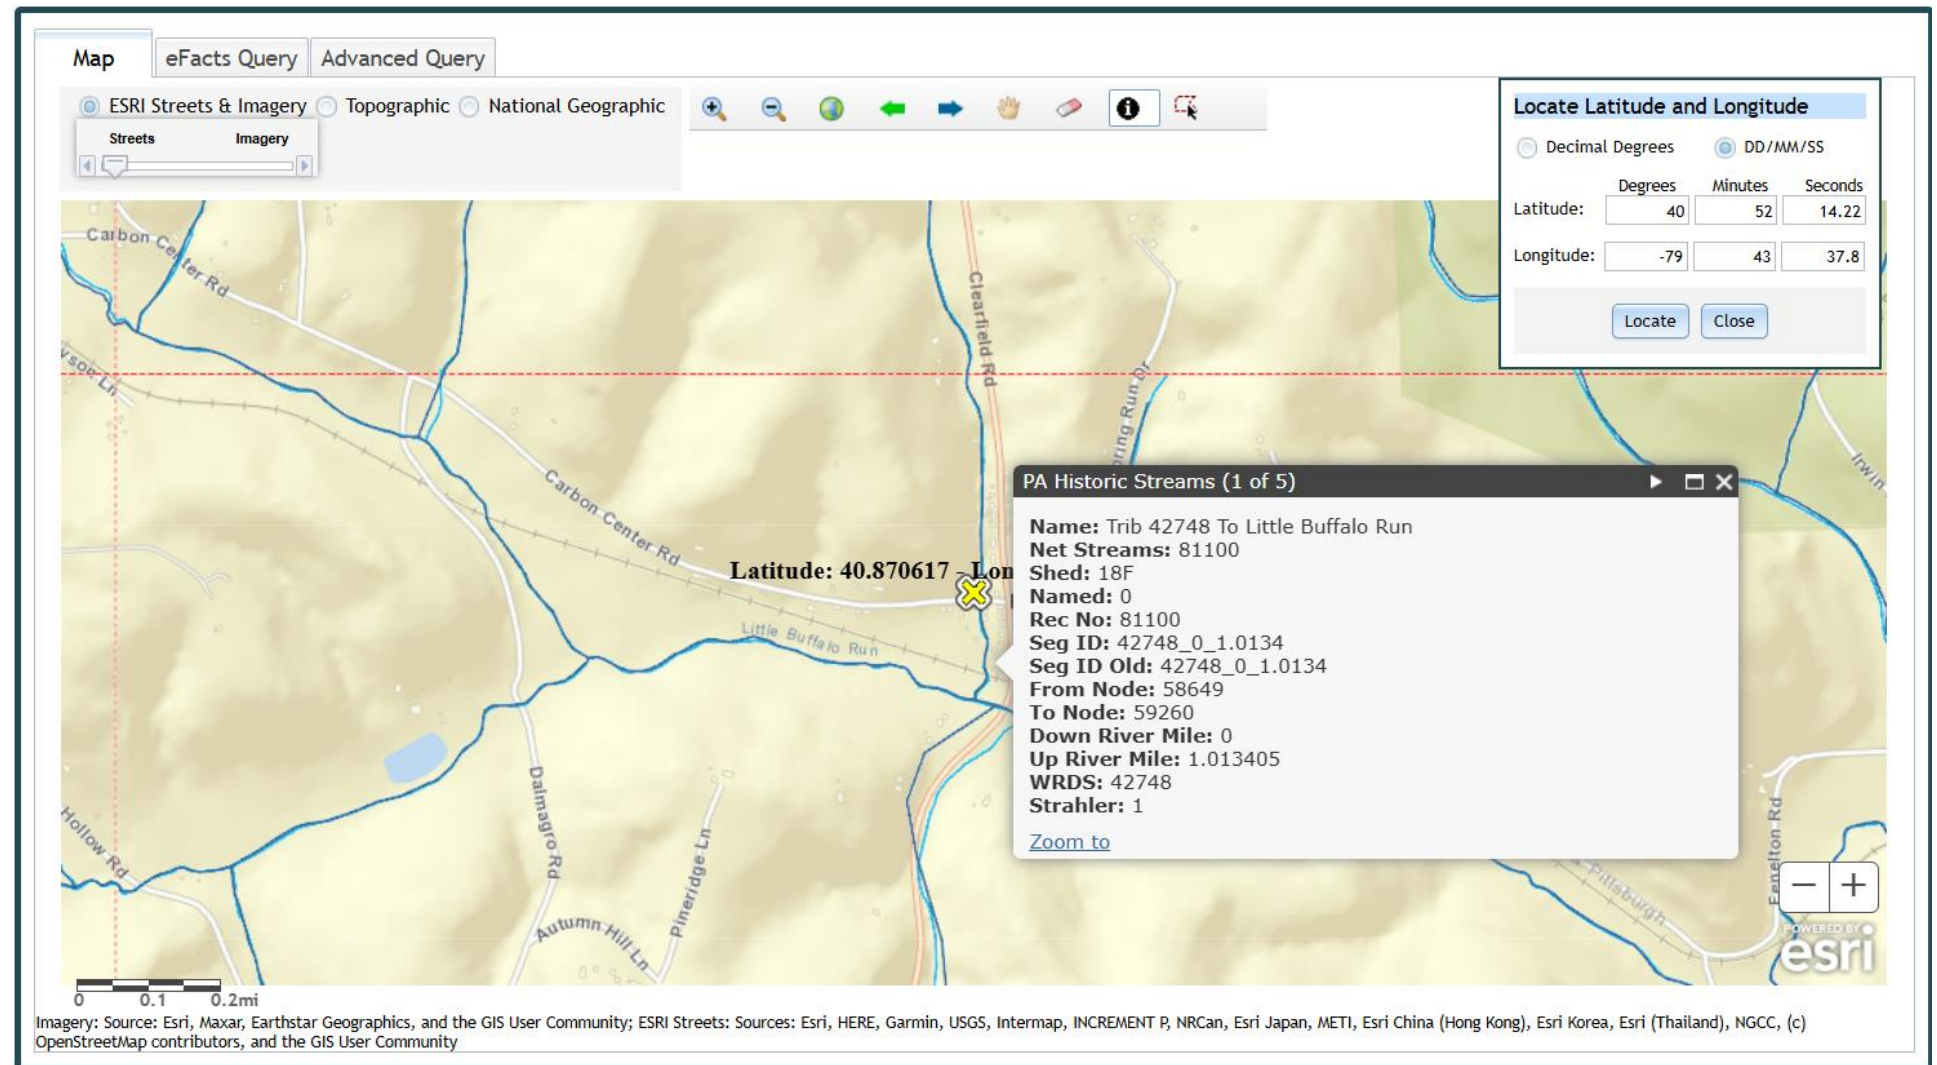 Map eFacts Query Advanced Query
ESRI Streets & Imagery Topographic National Geographic
Streets Imagery
Locate Latitude and Longitude
Decimal Degrees DD/MM/SS
Degrees Minutes Seconds
Latitude: 40 52 14.22
Longitude: -79 43 37.8
Locate Close
Carbon Center Rd
Clearfield Rd
Irwin
Carbon Center Rd
Latitude: 40.870617 - Lon
Little Buffalo Run
PA Historic Streams (1 of 5)
Name: Trib 42748 To Little Buffalo Run
Net Streams: 81100
Shed: 18F
Named: 0
Rec No: 81100
Seg ID: 42748_0_1.0134
Seg ID Old: 42748_0_1.0134
From Node: 58649
To Node: 59260
Down River Mile: 0
Up River Mile: 1.013405
WRDS: 42748
Strahler: 1
Zoom to
Dalmagro Rd
Pineridge Ln
Hollow Rd
Autumn Hill Ln
Fenelton Rd
Pittsburgh
POWERED BY
esri
0 0.1 0.2mi
Imagery: Source: Esri, Maxar, Earthstar Geographics, and the GIS User Community; ESRI Streets: Sources: Esri, HERE, Garmin, USGS, Intermap, INCREMENT P, NRCan, Esri Japan, METI, Esri China (Hong Kong), Esri Korea, Esri (Thailand), NGCC, (c)
OpenStreetMap contributors, and the GIS User Community